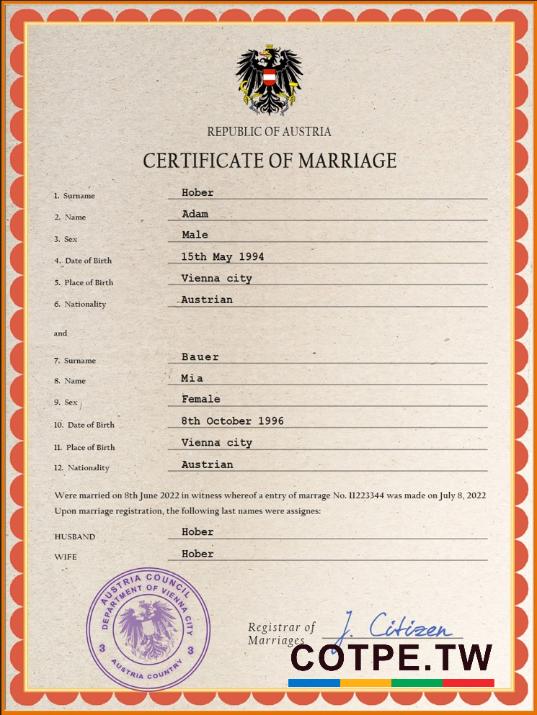 REPUBLIC OF AUSTRIA
CERTIFICATE OF MARRIAGE
1. Surname Hober
2. Name Adam
3. Sex Male
4. Date of Birth 15th May 1994
5. Place of Birth Vienna city
6. Nationality Austrian
and
7. Surname Bauer
8. Name Mia
9. Sex Female
10. Date of Birth 8th October 1996
11. Place of Birth Vienna city
12. Nationality Austrian
Were married on 8th June 2022 in witness whereof a entry of marrage No. II223344 was made on July 8, 2022
Upon marriage registration, the following last names were assignes:
HUSBAND Hober
WIFE Hober
AUSTRIA COUNCIL
DEPARTMENT OF VIENNA CITY
3 3
AUSTRIA COUNTRY
Registrar of
Marriages
J. Citizen
COTPE.TW